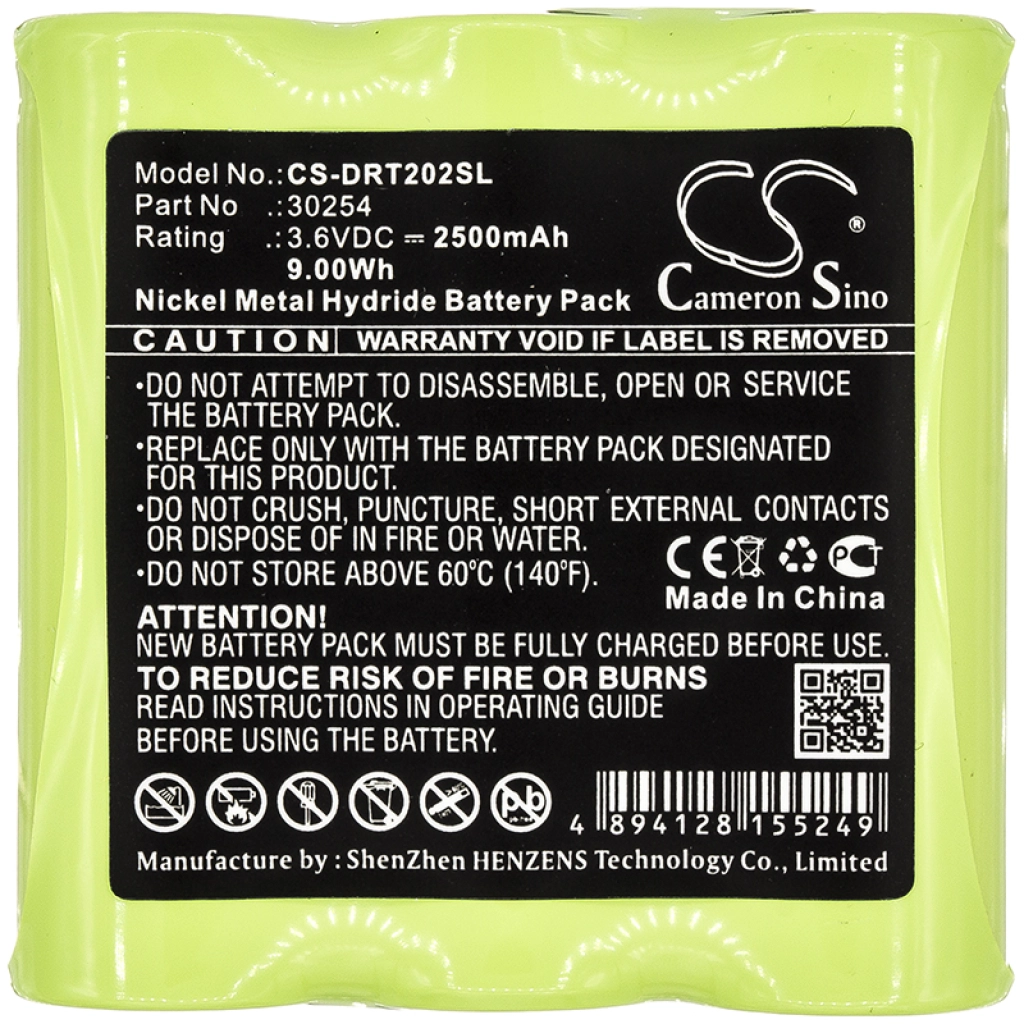 Model No.:CS-DRT202SL
Part No .:30254
Rating .:3.6VDC ⎓ 2500mAh
9.00Wh
Nickel Metal Hydride Battery Pack
CS®
Cameron Sino
CAUTION WARRANTY VOID IF LABEL IS REMOVED
•DO NOT ATTEMPT TO DISASSEMBLE, OPEN OR SERVICE
THE BATTERY PACK.
•REPLACE ONLY WITH THE BATTERY PACK DESIGNATED
FOR THIS PRODUCT.
•DO NOT CRUSH, PUNCTURE, SHORT EXTERNAL CONTACTS
OR DISPOSE OF IN FIRE OR WATER.
•DO NOT STORE ABOVE 60°C (140°F).
CE PCT
Made In China
ATTENTION!
NEW BATTERY PACK MUST BE FULLY CHARGED BEFORE USE.
TO REDUCE RISK OF FIRE OR BURNS
READ INSTRUCTIONS IN OPERATING GUIDE
BEFORE USING THE BATTERY.
pb
4 894128 155249
Manufacture by : ShenZhen HENZENS Technology Co., Limited